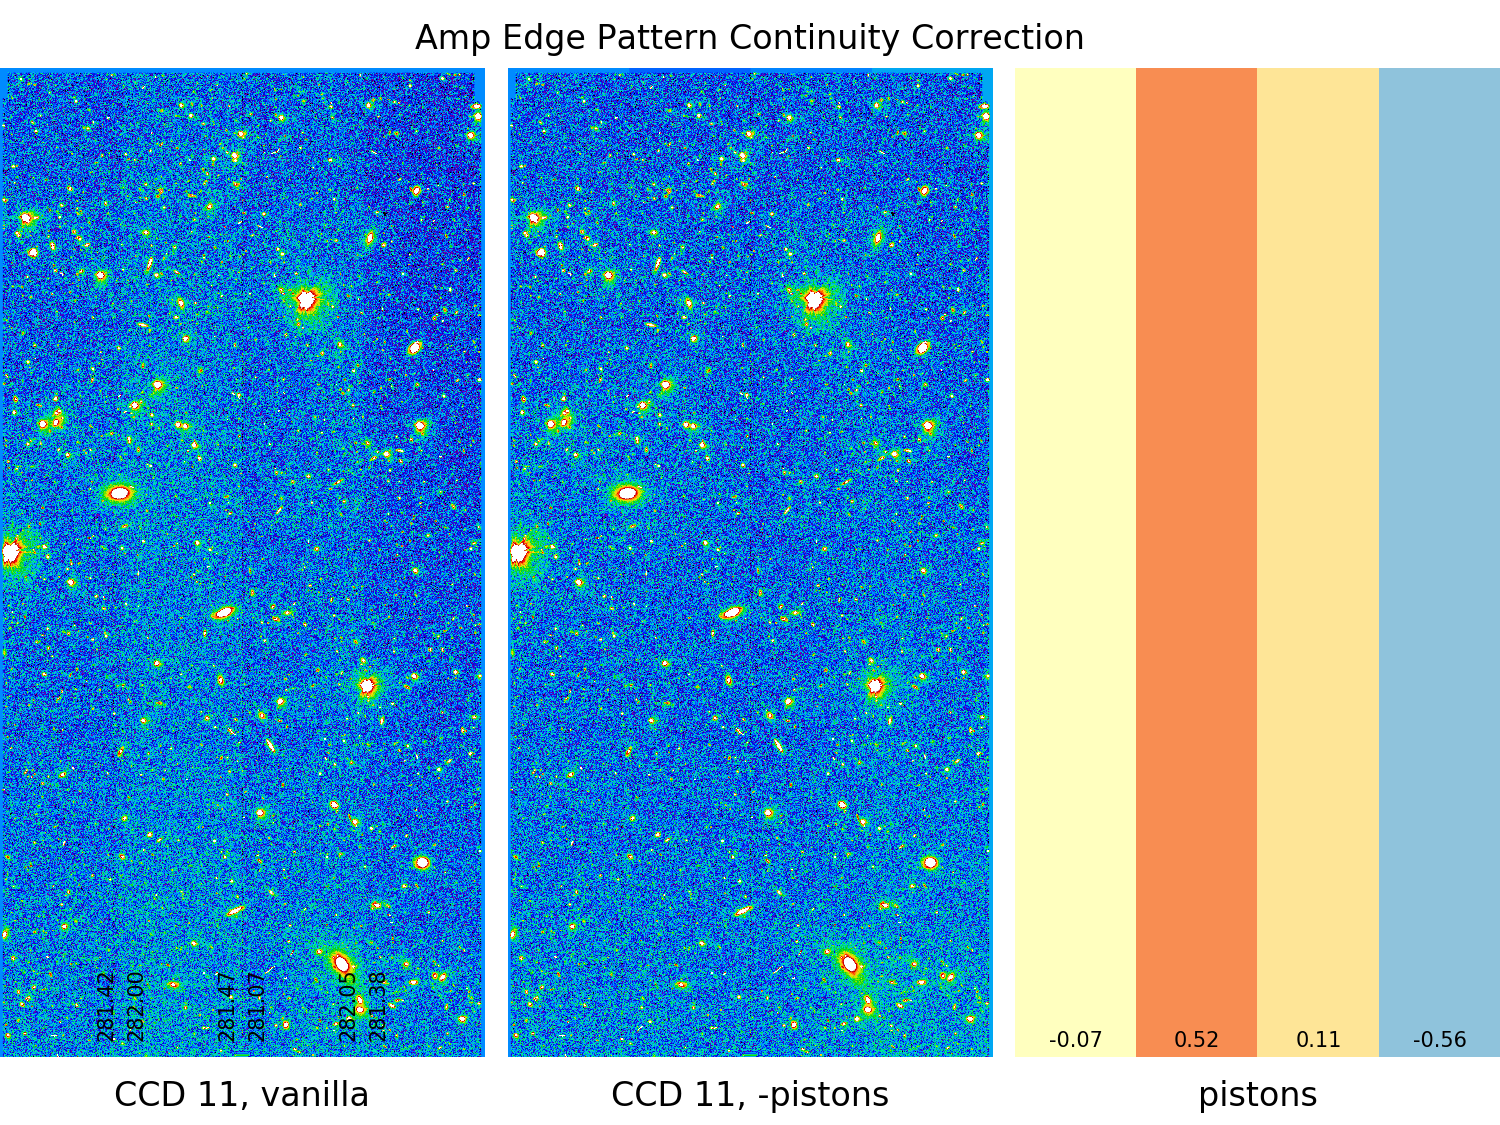 Amp Edge Pattern Continuity Correction
281.42
282.00
281.47
281.07
282.05
281.38
-0.07 0.52 0.11 -0.56
CCD 11, vanilla
CCD 11, -pistons
pistons